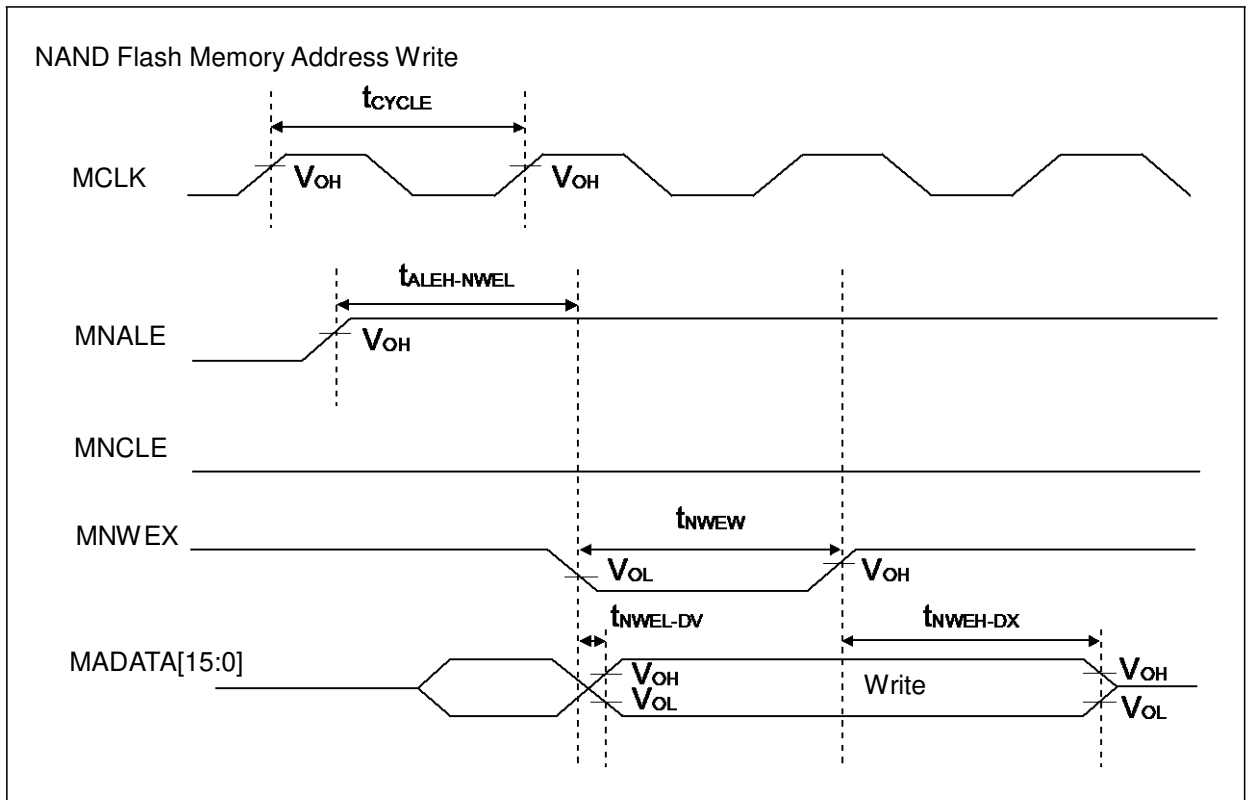 NAND Flash Memory Address Write
tCYCLE
MCLK
VOH
VOH
tALEH-NWEL
MNALE
VOH
MNCLE
MNWEX
tNWEW
VOL
VOH
tNWEL-DV
tNWEH-DX
MADATA[15:0]
VOH
VOL
Write
VOH
VOL